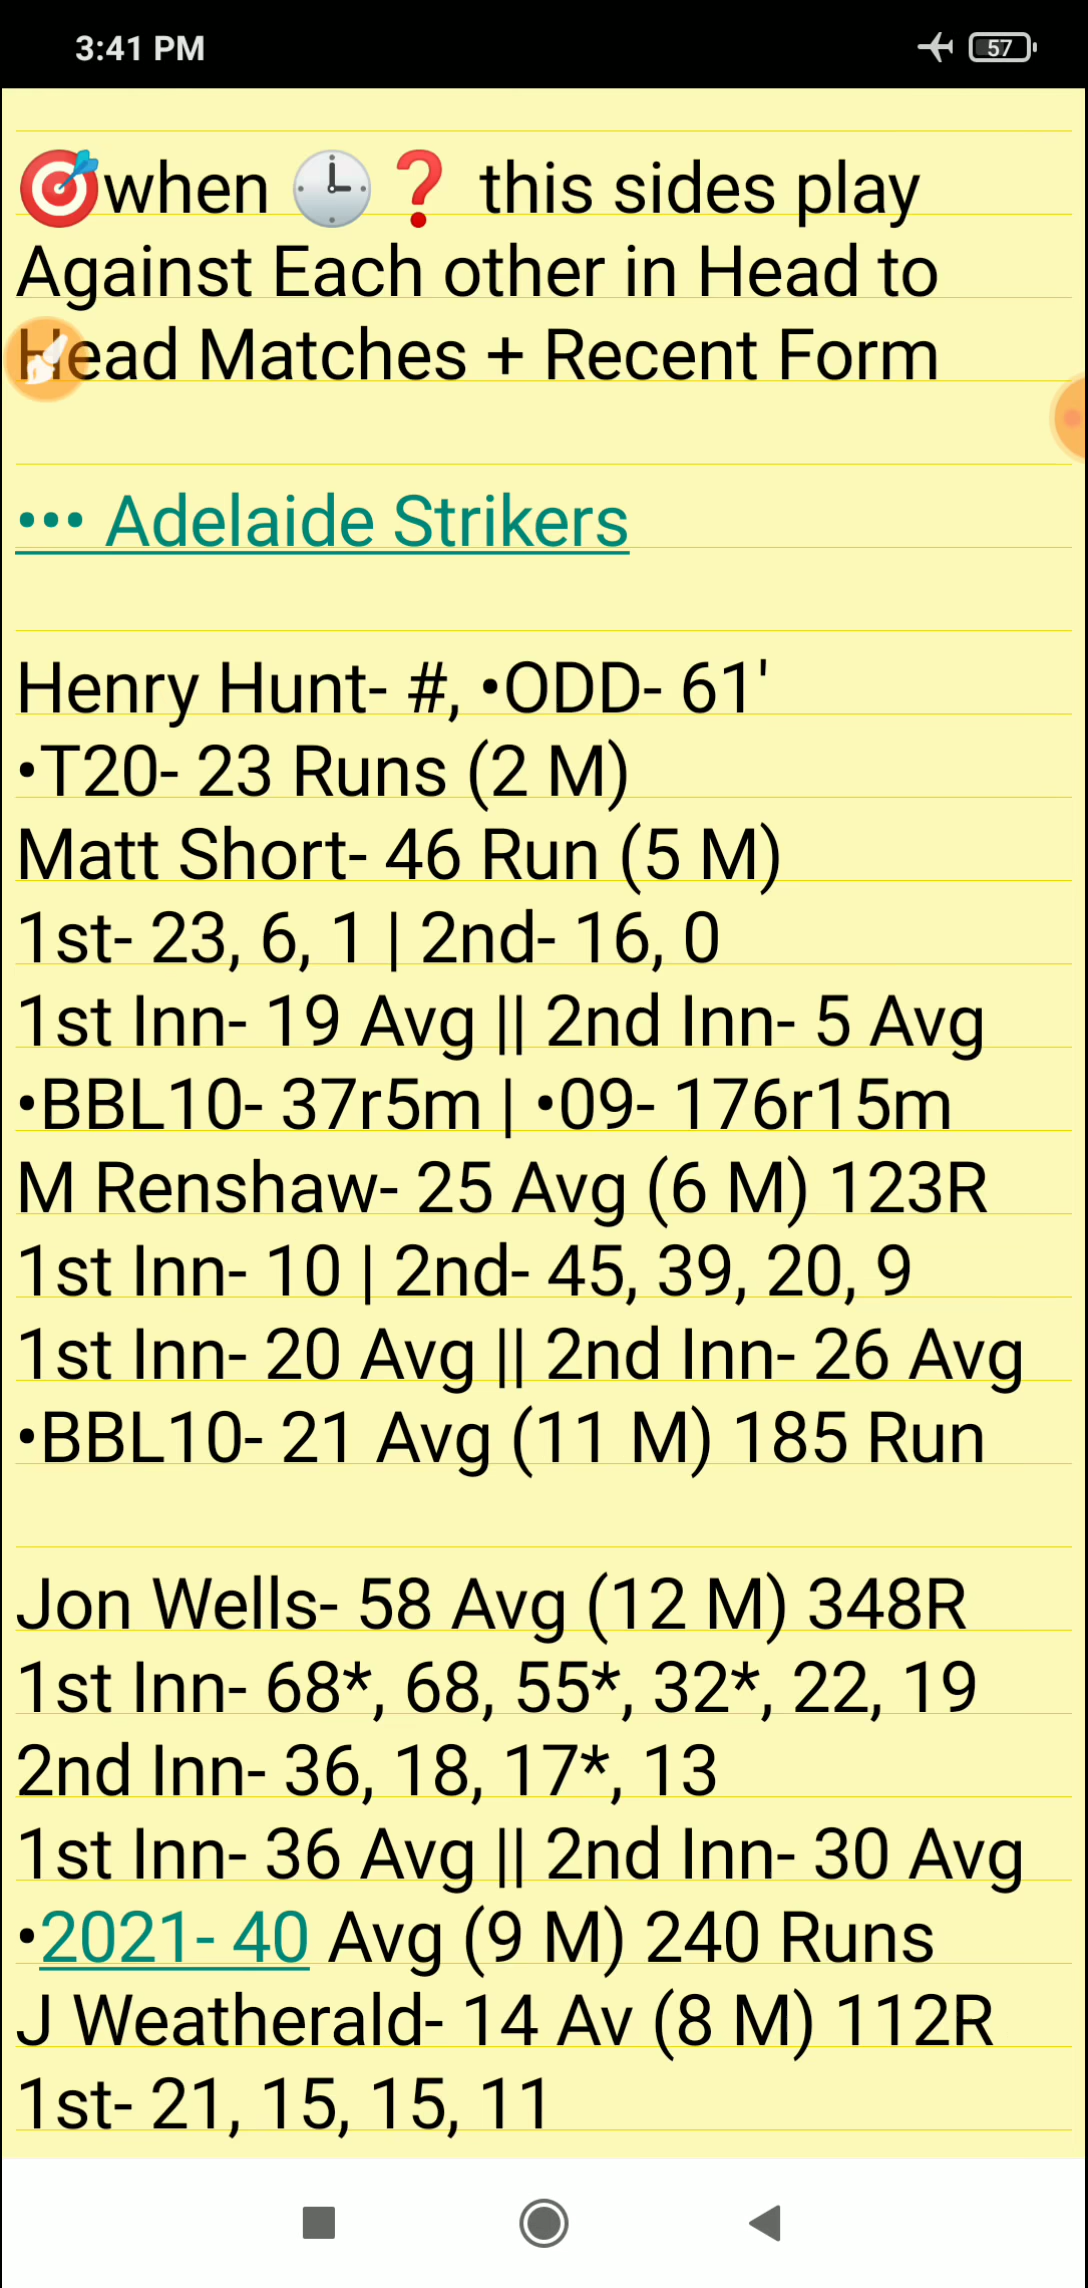 3:41 PM
57
🎯when 🕒❓ this sides play
Against Each other in Head to
Head Matches + Recent Form
••• Adelaide Strikers
Henry Hunt- #, •ODD- 61'
•T20- 23 Runs (2 M)
Matt Short- 46 Run (5 M)
1st- 23, 6, 1 | 2nd- 16, 0
1st Inn- 19 Avg || 2nd Inn- 5 Avg
•BBL10- 37r5m | •09- 176r15m
M Renshaw- 25 Avg (6 M) 123R
1st Inn- 10 | 2nd- 45, 39, 20, 9
1st Inn- 20 Avg || 2nd Inn- 26 Avg
•BBL10- 21 Avg (11 M) 185 Run
Jon Wells- 58 Avg (12 M) 348R
1st Inn- 68*, 68, 55*, 32*, 22, 19
2nd Inn- 36, 18, 17*, 13
1st Inn- 36 Avg || 2nd Inn- 30 Avg
•2021- 40 Avg (9 M) 240 Runs
J Weatherald- 14 Av (8 M) 112R
1st- 21, 15, 15, 11